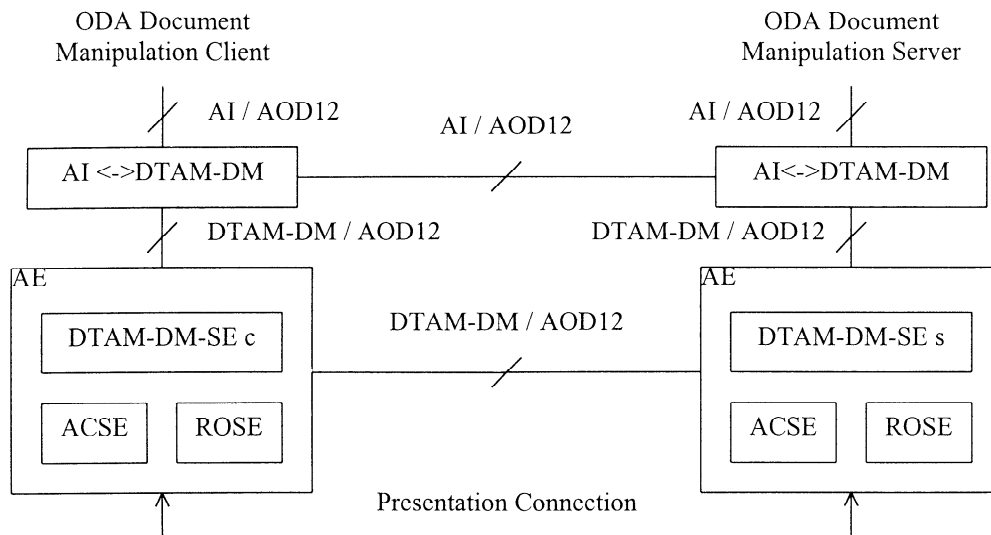 ODA Document
Manipulation Client
ODA Document
Manipulation Server
AI / AOD12
AI / AOD12
AI / AOD12
AI <->DTAM-DM
AI<->DTAM-DM
DTAM-DM / AOD12
DTAM-DM / AOD12
AE
AE
DTAM-DM-SE c
DTAM-DM / AOD12
DTAM-DM-SE s
ACSE
ROSE
ACSE
ROSE
Presentation Connection